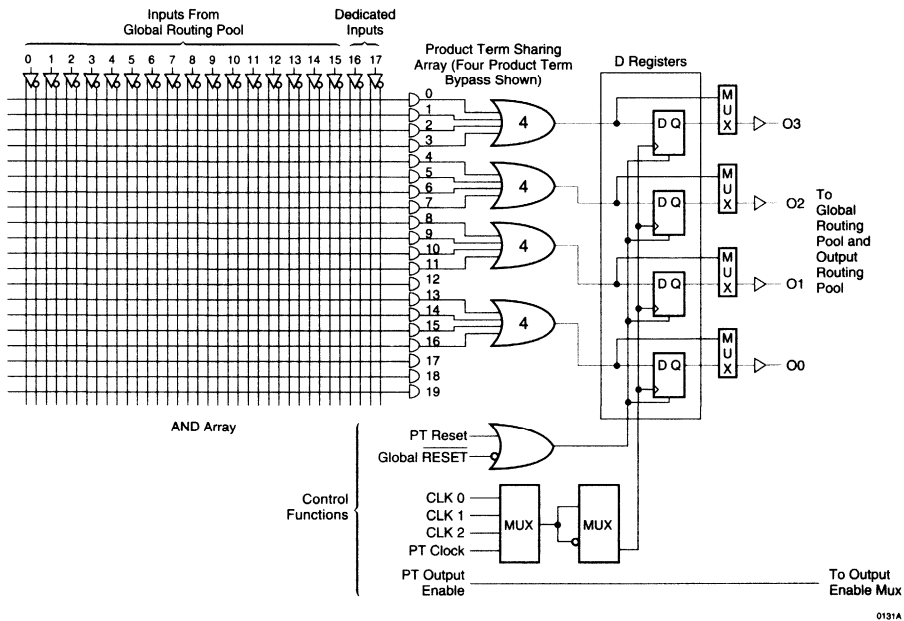 Inputs From
Global Routing Pool
Dedicated
Inputs
0 1 2 3 4 5 6 7 8 9 10 11 12 13 14 15 16 17
Product Term Sharing
Array (Four Product Term
Bypass Shown)
D Registers
0
1
2
3
4
5
6
7
8
9
10
11
12
13
14
15
16
17
18
19
4
4
4
4
D Q
D Q
D Q
D Q
MUX
MUX
MUX
MUX
O3
O2
O1
O0
To
Global
Routing
Pool and
Output
Routing
Pool
AND Array
Control
Functions
PT Reset
Global RESET
CLK 0
CLK 1
CLK 2
PT Clock
MUX
MUX
PT Output
Enable
To Output
Enable Mux
0131A